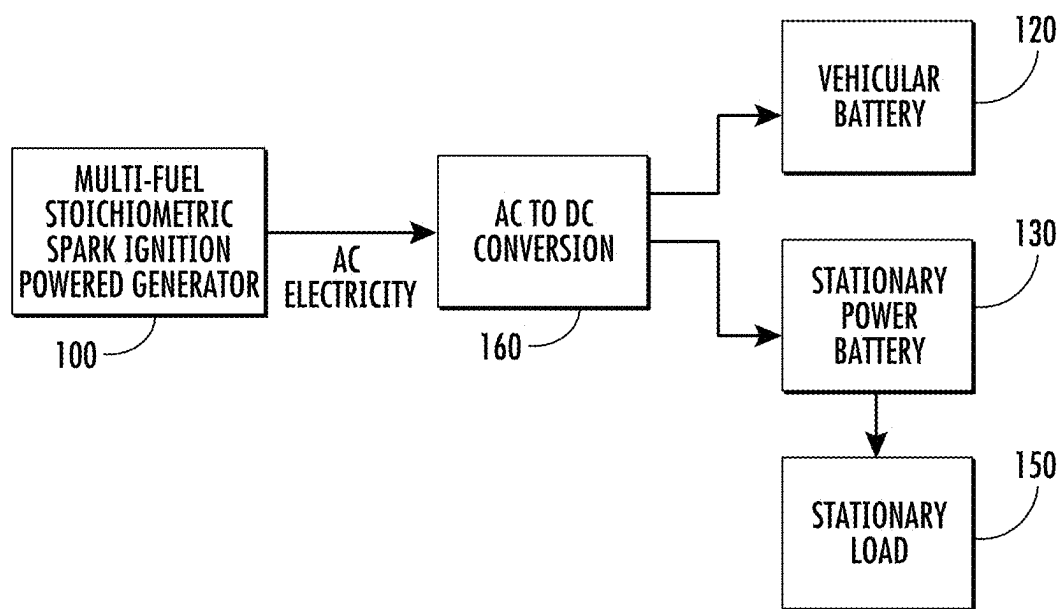 MULTI-FUEL
STOICHIOMETRIC
SPARK IGNITION
POWERED GENERATOR
100
AC
ELECTRICITY
AC TO DC
CONVERSION
160
VEHICULAR
BATTERY
120
STATIONARY
POWER
BATTERY
130
STATIONARY
LOAD
150